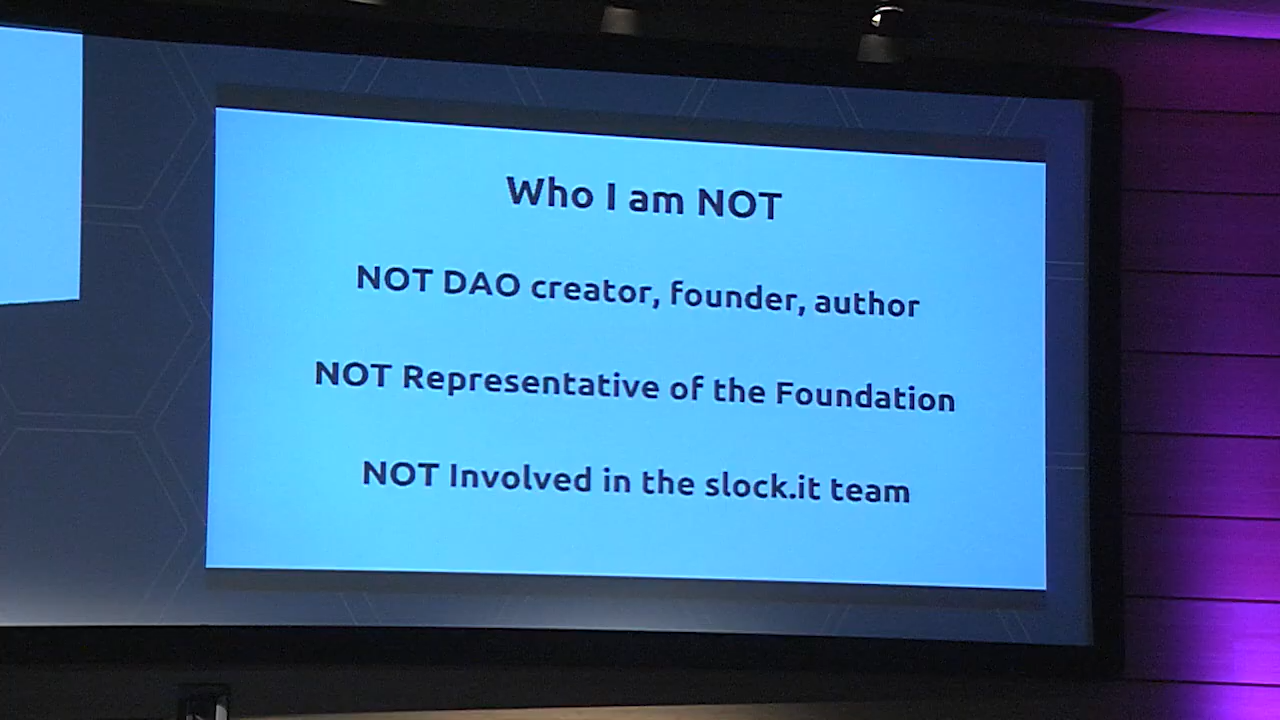 Who I am NOT
NOT DAO creator, founder, author
NOT Representative of the Foundation
NOT Involved in the slock.it team